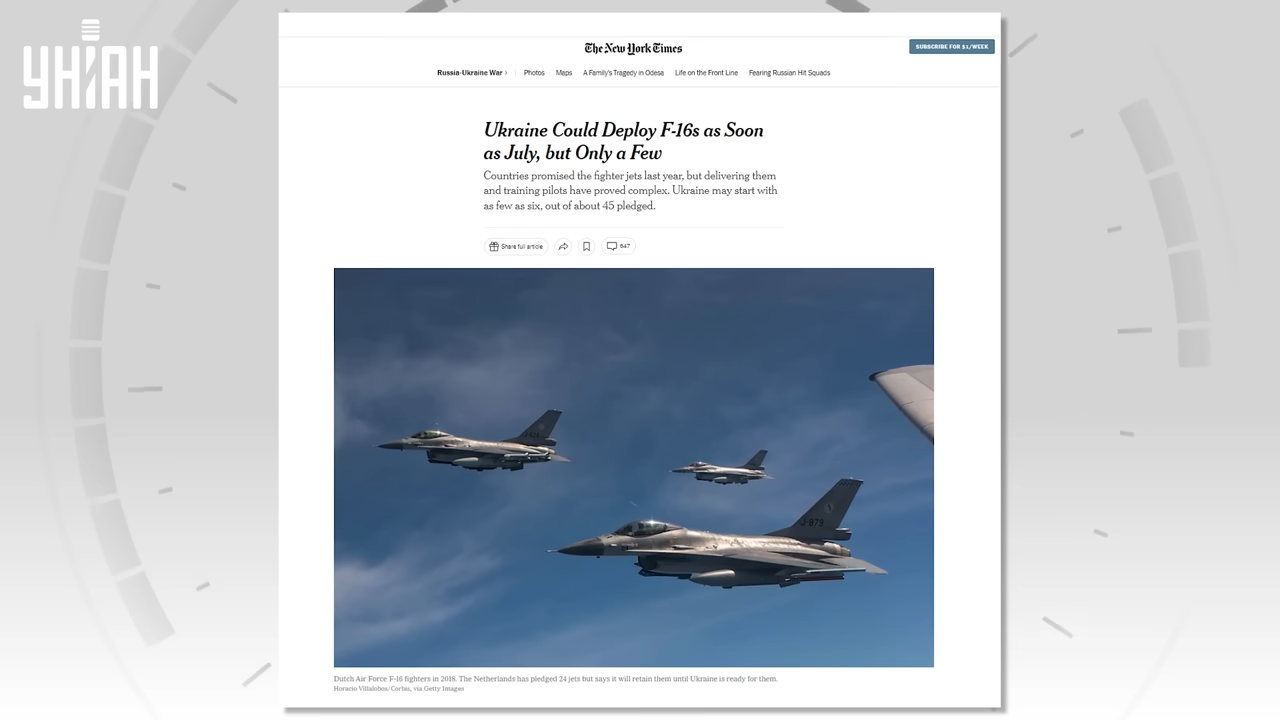 УНІАН
The New York Times
SUBSCRIBE FOR $1/WEEK
Russia-Ukraine War › Photos Maps A Family's Tragedy in Odesa Life on the Front Line Fearing Russian Hit Squads
Ukraine Could Deploy F-16s as Soon
as July, but Only a Few
Countries promised the fighter jets last year, but delivering them
and training pilots have proved complex. Ukraine may start with
as few as six, out of about 45 pledged.
Share full article 647
J-879
Dutch Air Force F-16 fighters in 2018. The Netherlands has pledged 24 jets but says it will retain them until Ukraine is ready for them.
Horacio Villalobos/Corbis, via Getty Images